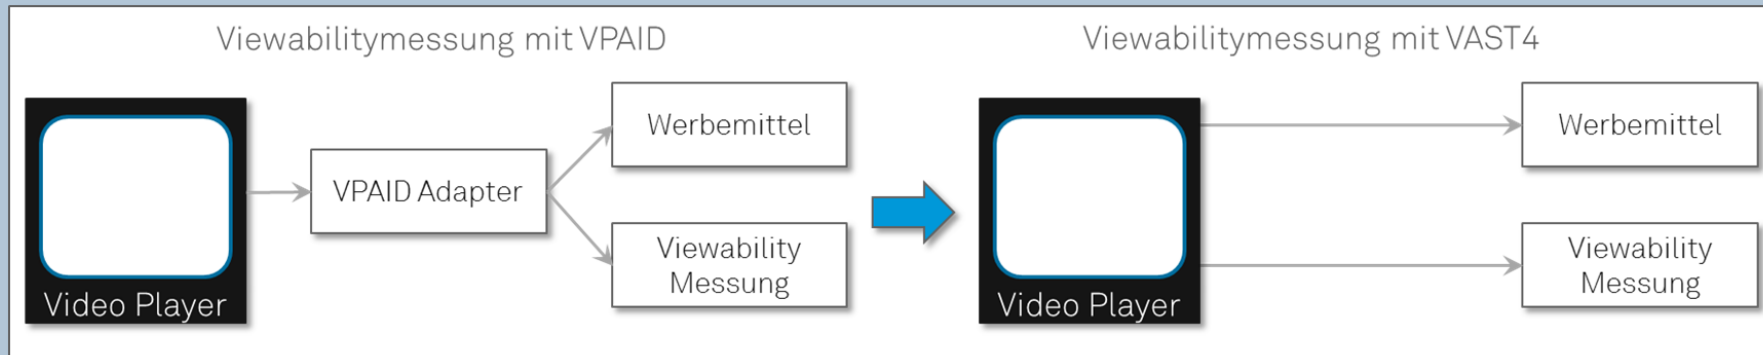 Viewabilitymessung mit VPAID
Video Player
VPAID Adapter
Werbemittel
Viewability
Messung
Viewabilitymessung mit VAST4
Video Player
Werbemittel
Viewability
Messung